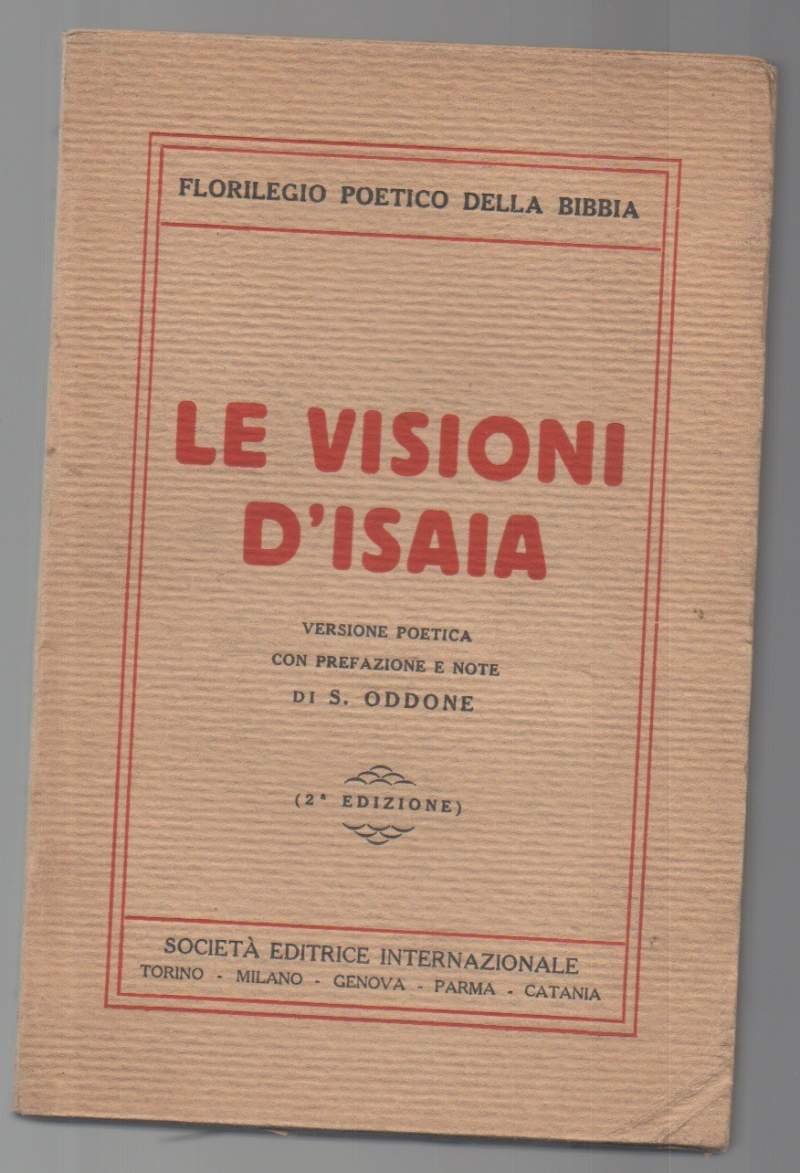 FLORILEGIO POETICO DELLA BIBBIA
LE VISIONI
D'ISAIA
VERSIONE POETICA
CON PREFAZIONE E NOTE
DI S. ODDONE
(2ª EDIZIONE)
SOCIETÀ EDITRICE INTERNAZIONALE
TORINO - MILANO - GENOVA - PARMA - CATANIA